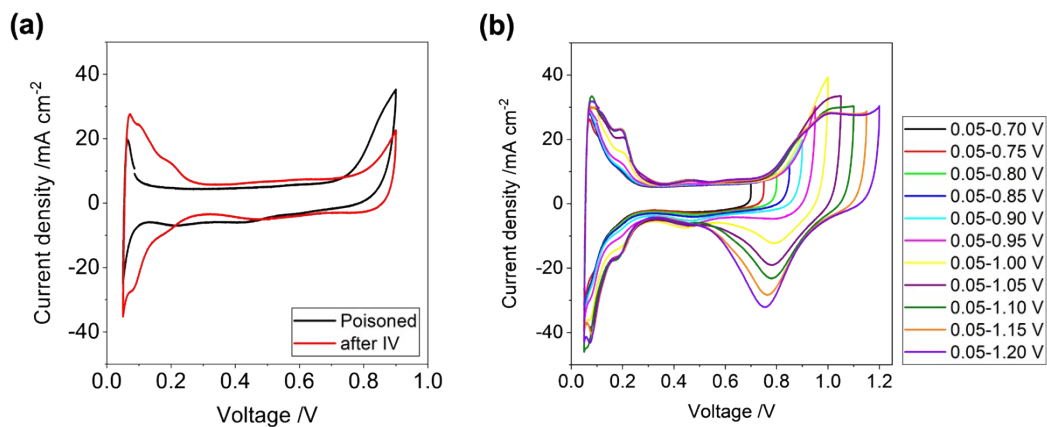 (a)
Current density /mA cm⁻²
40
20
0
-20
-40
0.0 0.2 0.4 0.6 0.8 1.0
Voltage /V
Poisoned
after IV
(b)
Current density /mA cm⁻²
40
20
0
-20
-40
0.0 0.2 0.4 0.6 0.8 1.0 1.2
Voltage /V
0.05-0.70 V
0.05-0.75 V
0.05-0.80 V
0.05-0.85 V
0.05-0.90 V
0.05-0.95 V
0.05-1.00 V
0.05-1.05 V
0.05-1.10 V
0.05-1.15 V
0.05-1.20 V